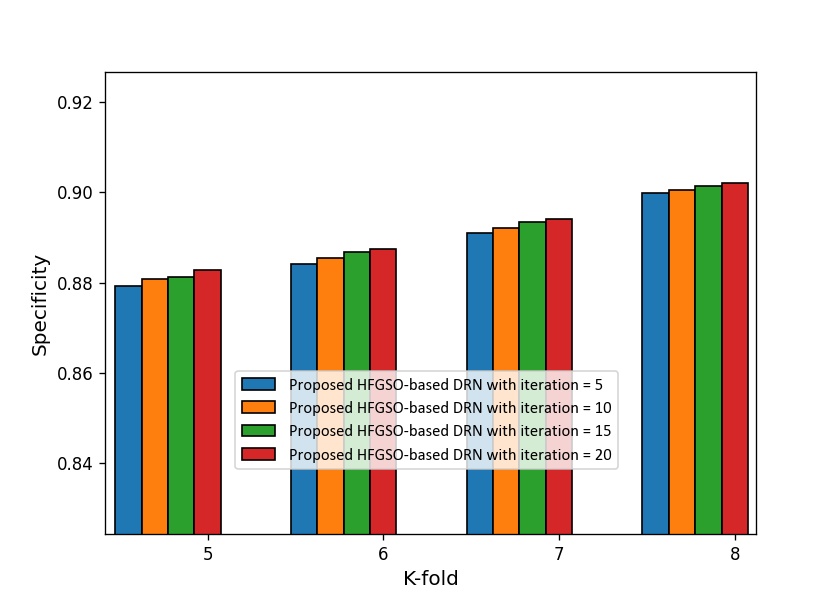 0.92
0.90
0.88
0.86
0.84
Specificity
Proposed HFGSO-based DRN with iteration = 5
Proposed HFGSO-based DRN with iteration = 10
Proposed HFGSO-based DRN with iteration = 15
Proposed HFGSO-based DRN with iteration = 20
5 6 7 8
K-fold